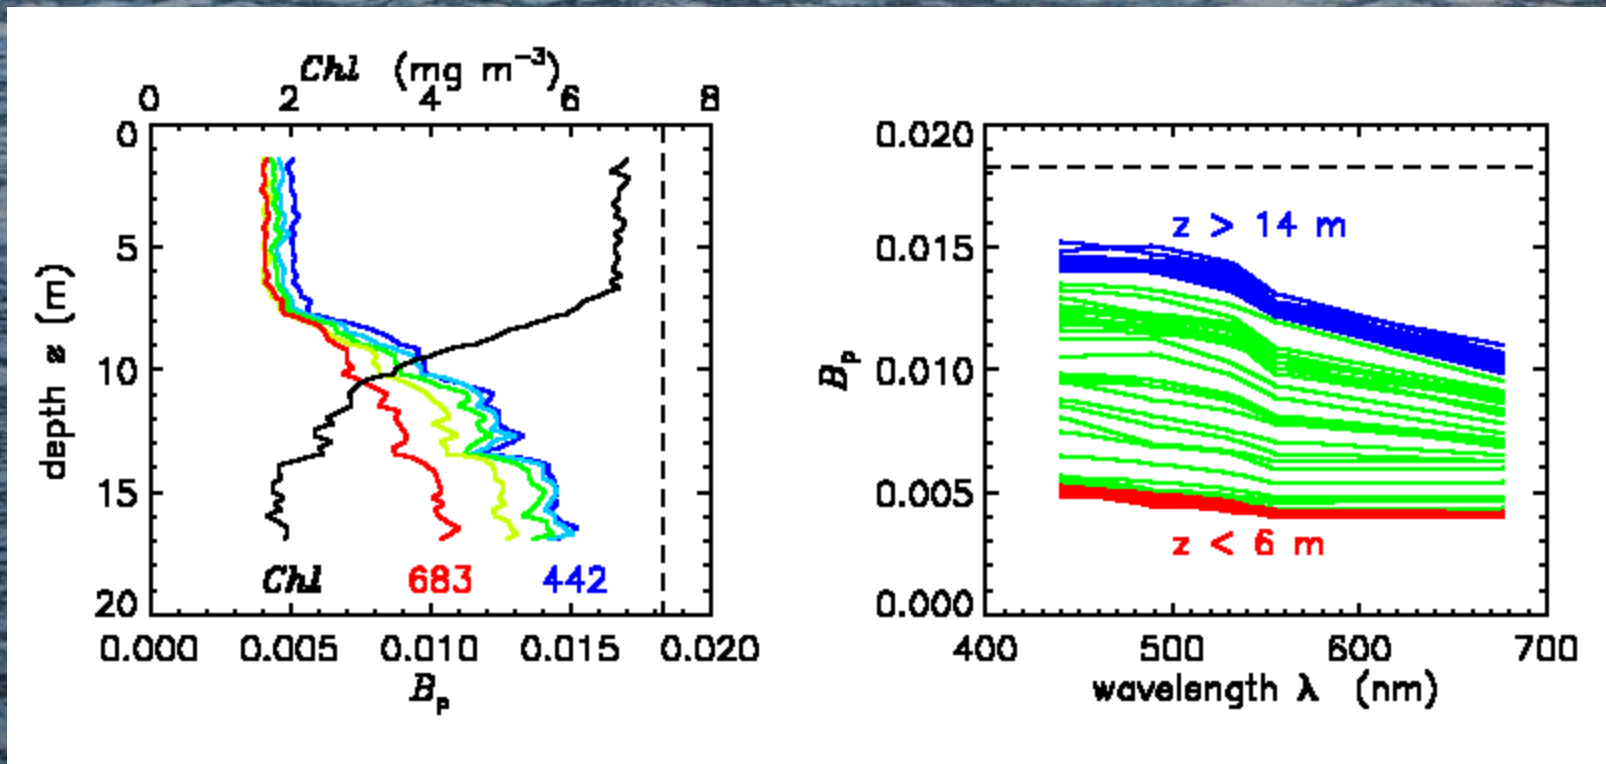 Chl (mg m⁻³)
0 2 4 6 8
0
5
10
15
20
depth z (m)
Chl 683 442
0.000 0.005 0.010 0.015 0.020
Bₚ
0.020
0.015
0.010
0.005
0.000
Bₚ
z > 14 m
z < 6 m
400 500 600 700
wavelength λ (nm)